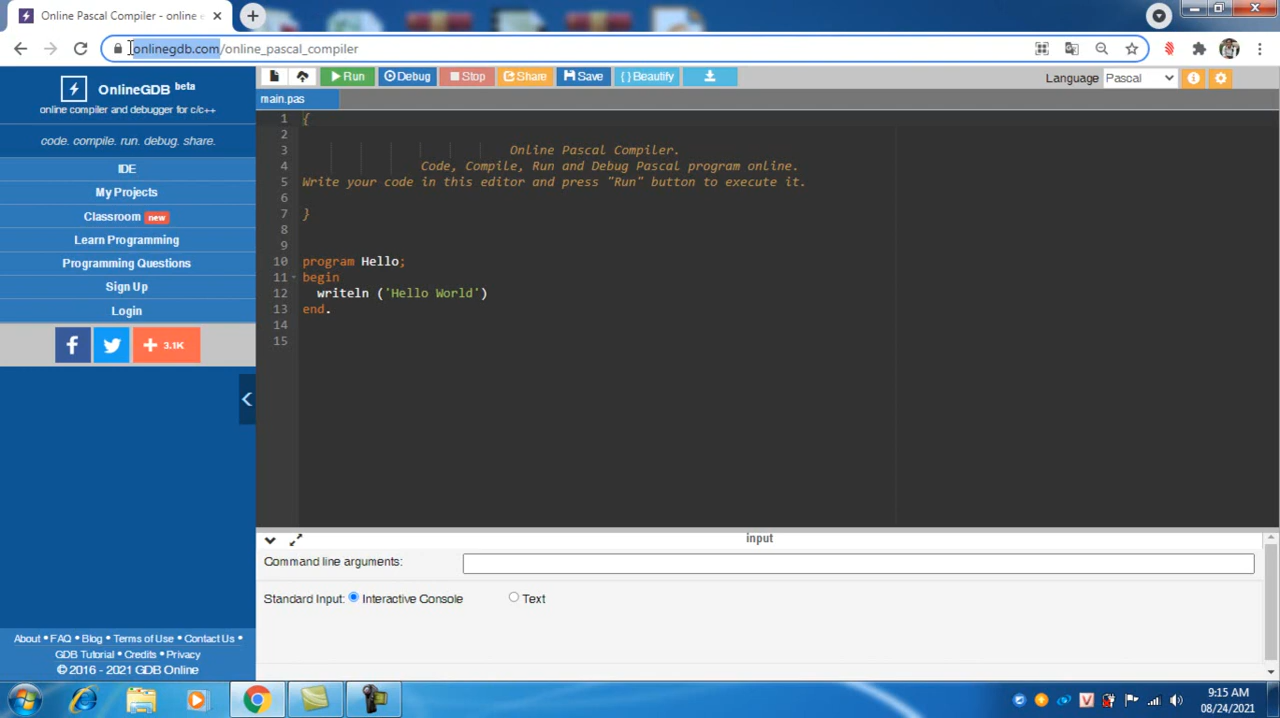 Online Pascal Compiler - online e
onlinegdb.com/online_pascal_compiler
OnlineGDB beta
online compiler and debugger for c/c++
code. compile. run. debug. share.
IDE
My Projects
Classroom new
Learn Programming
Programming Questions
Sign Up
Login
3.1K
About • FAQ • Blog • Terms of Use • Contact Us •
GDB Tutorial • Credits • Privacy
© 2016 - 2021 GDB Online
Run Debug Stop Share Save { } Beautify
Language Pascal
main.pas
1 {
2
3 Online Pascal Compiler.
4 Code, Compile, Run and Debug Pascal program online.
5 Write your code in this editor and press "Run" button to execute it.
6
7 }
8
9
10 program Hello;
11 begin
12 writeln ('Hello World')
13 end.
14
15
input
Command line arguments:
Standard Input: Interactive Console Text
9:15 AM
08/24/2021